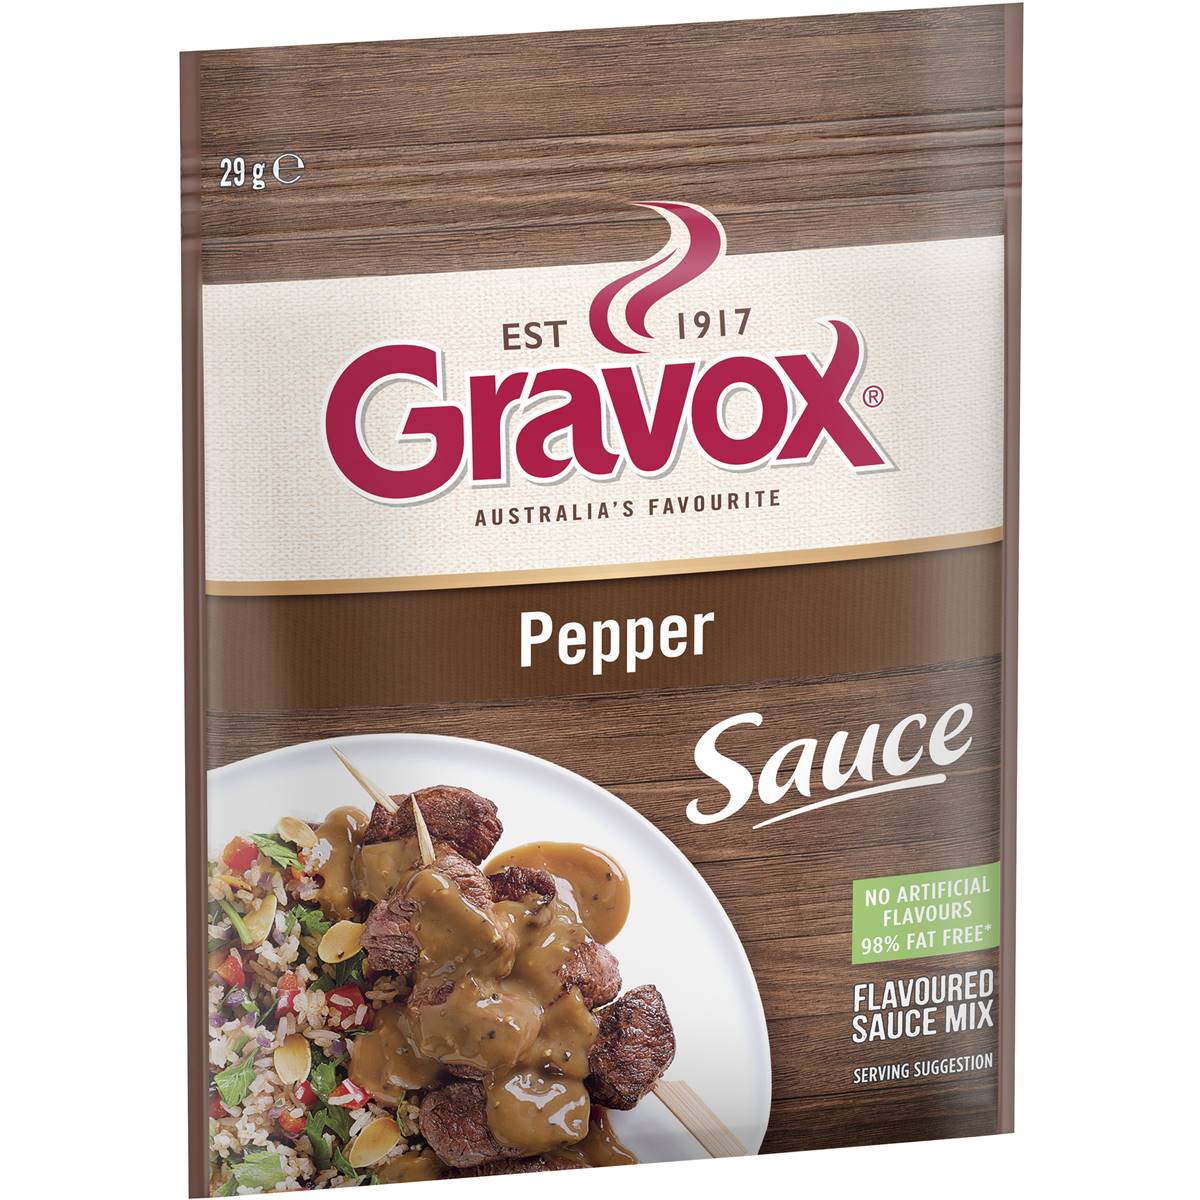 29 g ℮
EST 1917
Gravox®
AUSTRALIA'S FAVOURITE
Pepper
Sauce
NO ARTIFICIAL
FLAVOURS
98% FAT FREE*
FLAVOURED
SAUCE MIX
SERVING SUGGESTION